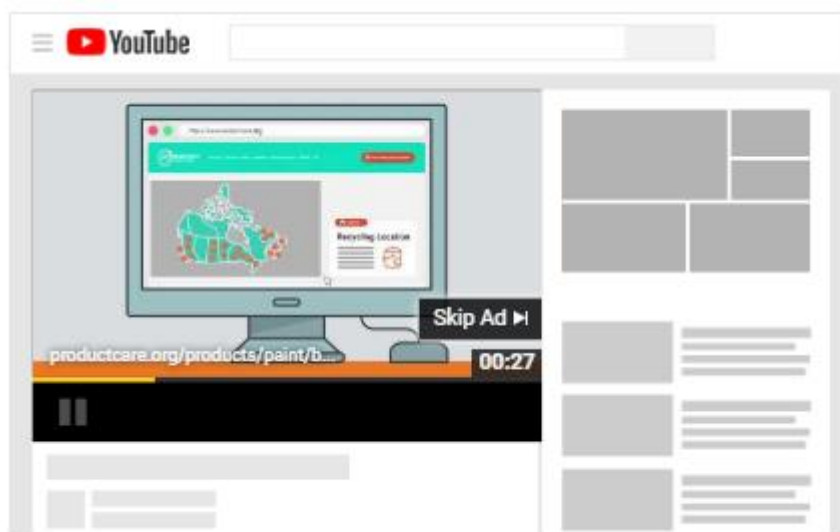 YouTube
Recycling Location
Skip Ad
productcare.org/products/paint/b...
00:27